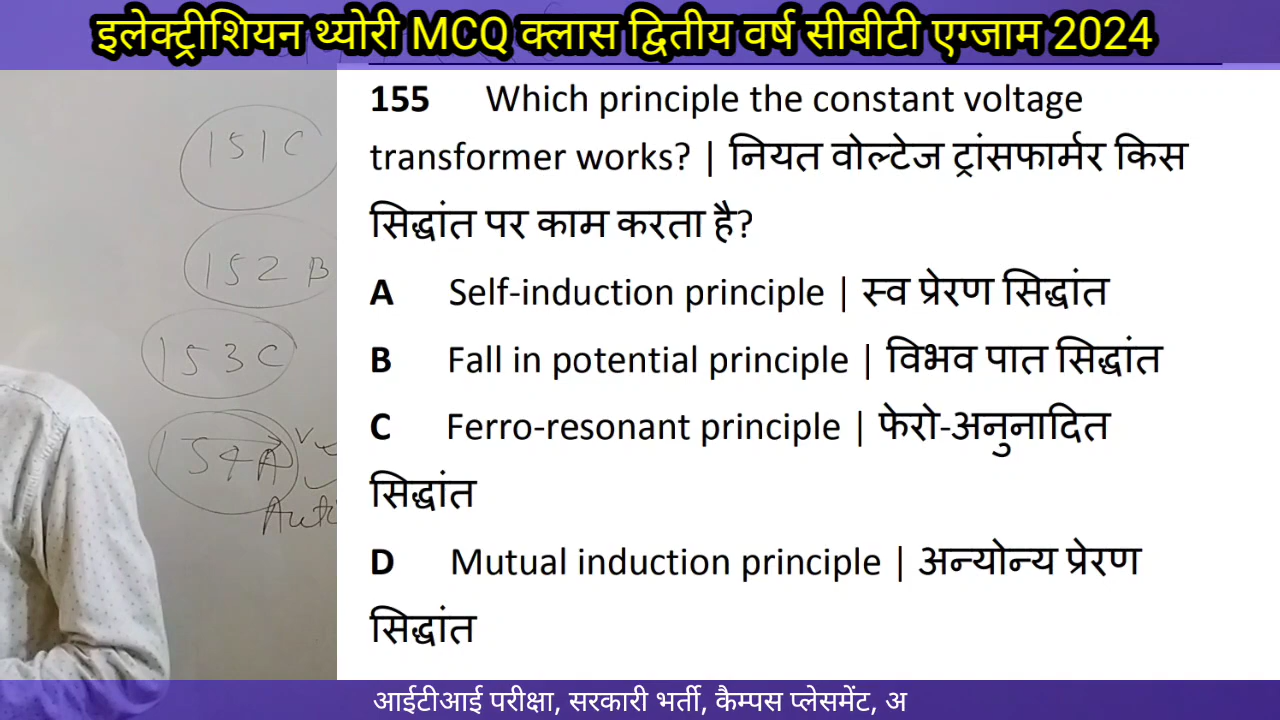 इलेक्ट्रीशियन थ्योरी MCQ क्लास द्वितीय वर्ष सीबीटी एग्जाम 2024
151 C
152 B
153 C
154 A
155 Which principle the constant voltage
transformer works? | नियत वोल्टेज ट्रांसफार्मर किस
सिद्धांत पर काम करता है?
A Self-induction principle | स्व प्रेरण सिद्धांत
B Fall in potential principle | विभव पात सिद्धांत
C Ferro-resonant principle | फेरो-अनुनादित
सिद्धांत
D Mutual induction principle | अन्योन्य प्रेरण
सिद्धांत
आईटीआई परीक्षा, सरकारी भर्ती, कैम्पस प्लेसमेंट, अ